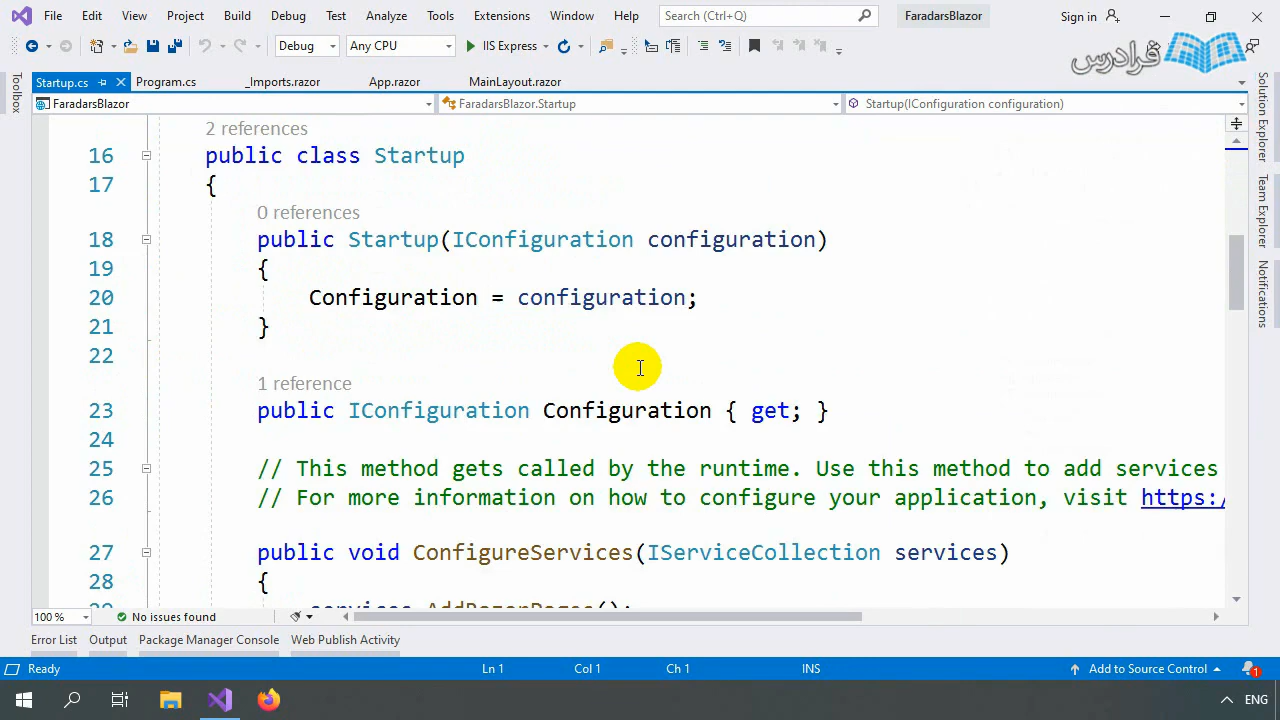 File Edit View Project Build Debug Test Analyze Tools Extensions Window Help Search (Ctrl+Q) FaradarsBlazor Sign in
Debug Any CPU IIS Express
فرادرس
Startup.cs Program.cs _Imports.razor App.razor MainLayout.razor
FaradarsBlazor FaradarsBlazor.Startup Startup(IConfiguration configuration)
Toolbox
2 references
16 public class Startup
17 {
0 references
18 public Startup(IConfiguration configuration)
19 {
20 Configuration = configuration;
21 }
22
1 reference
23 public IConfiguration Configuration { get; }
24
25 // This method gets called by the runtime. Use this method to add services
26 // For more information on how to configure your application, visit https:/
27 public void ConfigureServices(IServiceCollection services)
28 {
services.AddRazorPages();
Solution Explorer
Team Explorer
Notifications
100 % No issues found
Error List Output Package Manager Console Web Publish Activity
Ready Ln 1 Col 1 Ch 1 INS Add to Source Control 1
ENG